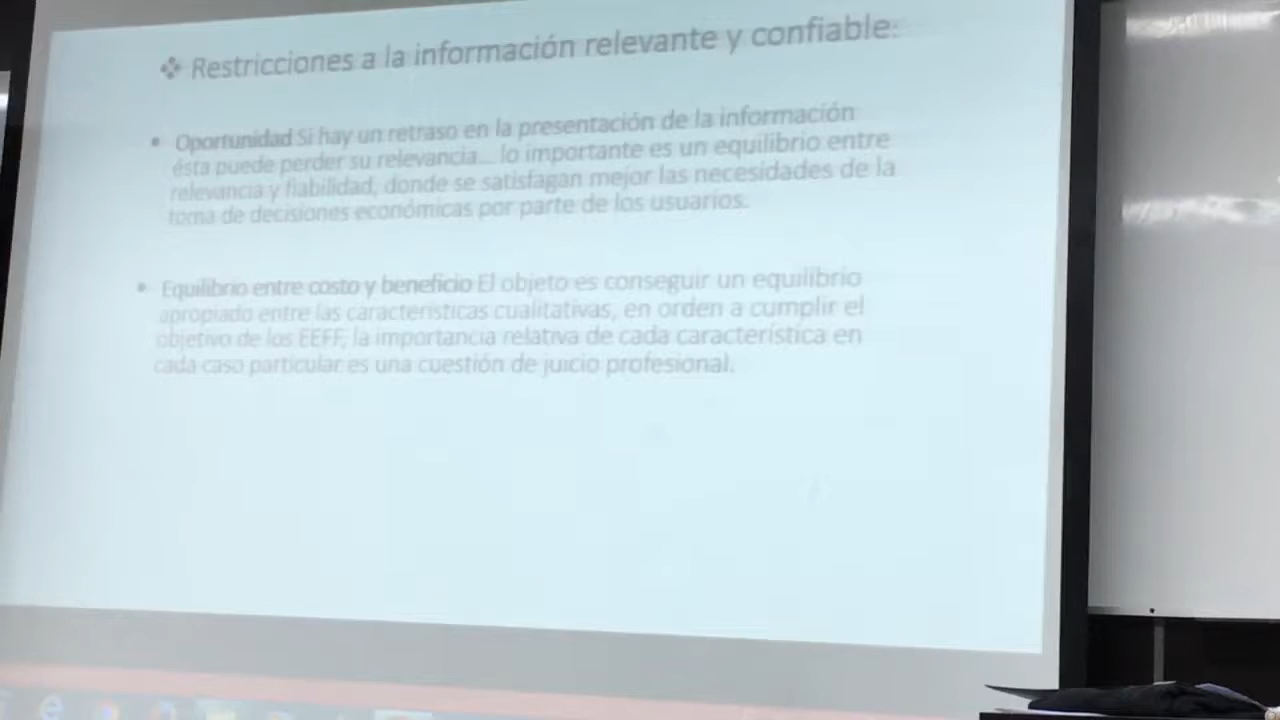 ❖ Restricciones a la información relevante y confiable:
• Oportunidad Si hay un retraso en la presentación de la información
ésta puede perder su relevancia... lo importante es un equilibrio entre
relevancia y fiabilidad, donde se satisfagan mejor las necesidades de la
toma de decisiones económicas por parte de los usuarios.
• Equilibrio entre costo y beneficio El objeto es conseguir un equilibrio
apropiado entre las características cualitativas, en orden a cumplir el
objetivo de los EEFF, la importancia relativa de cada característica en
cada caso particular es una cuestión de juicio profesional.